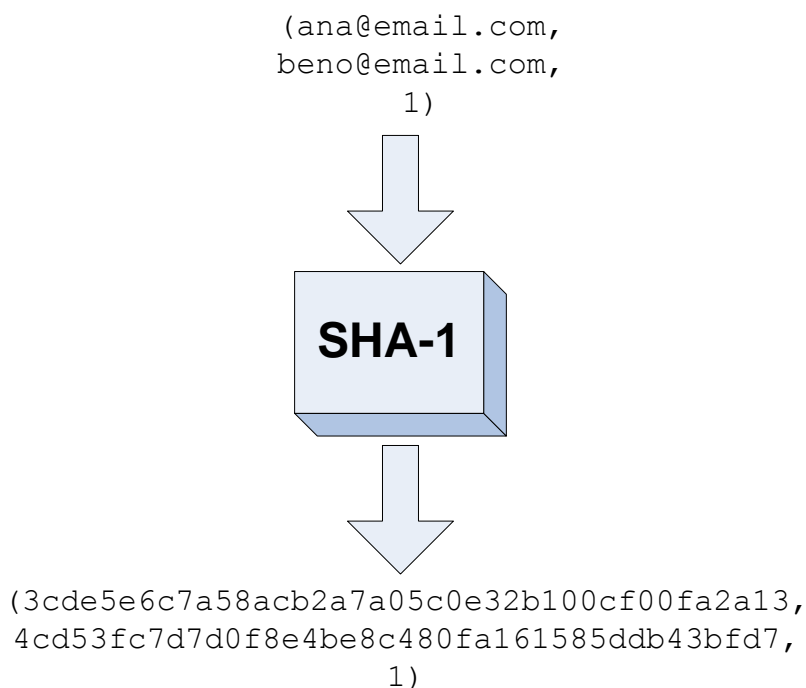 (ana@email.com,
beno@email.com,
1)
SHA-1
(3cde5e6c7a58acb2a7a05c0e32b100cf00fa2a13,
4cd53fc7d7d0f8e4be8c480fa161585ddb43bfd7,
1)